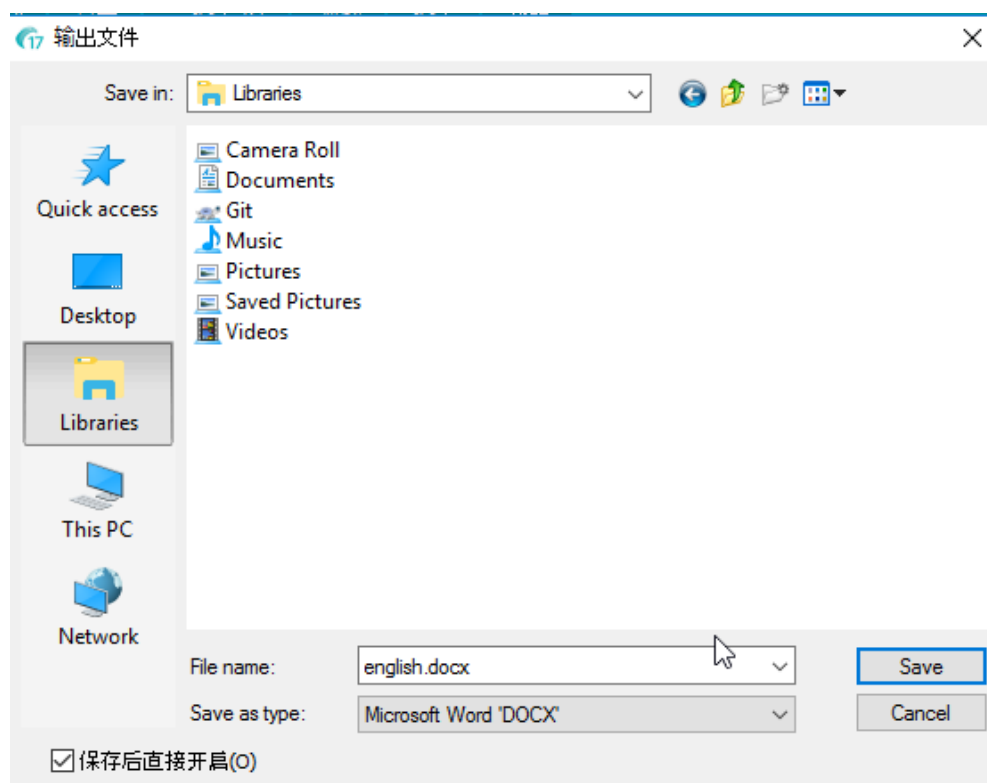 17 输出文件
Save in: Libraries
Camera Roll
Documents
Git
Music
Pictures
Saved Pictures
Videos
Quick access
Desktop
Libraries
This PC
Network
File name: english.docx Save
Save as type: Microsoft Word "DOCX" Cancel
保存后直接开启(O)